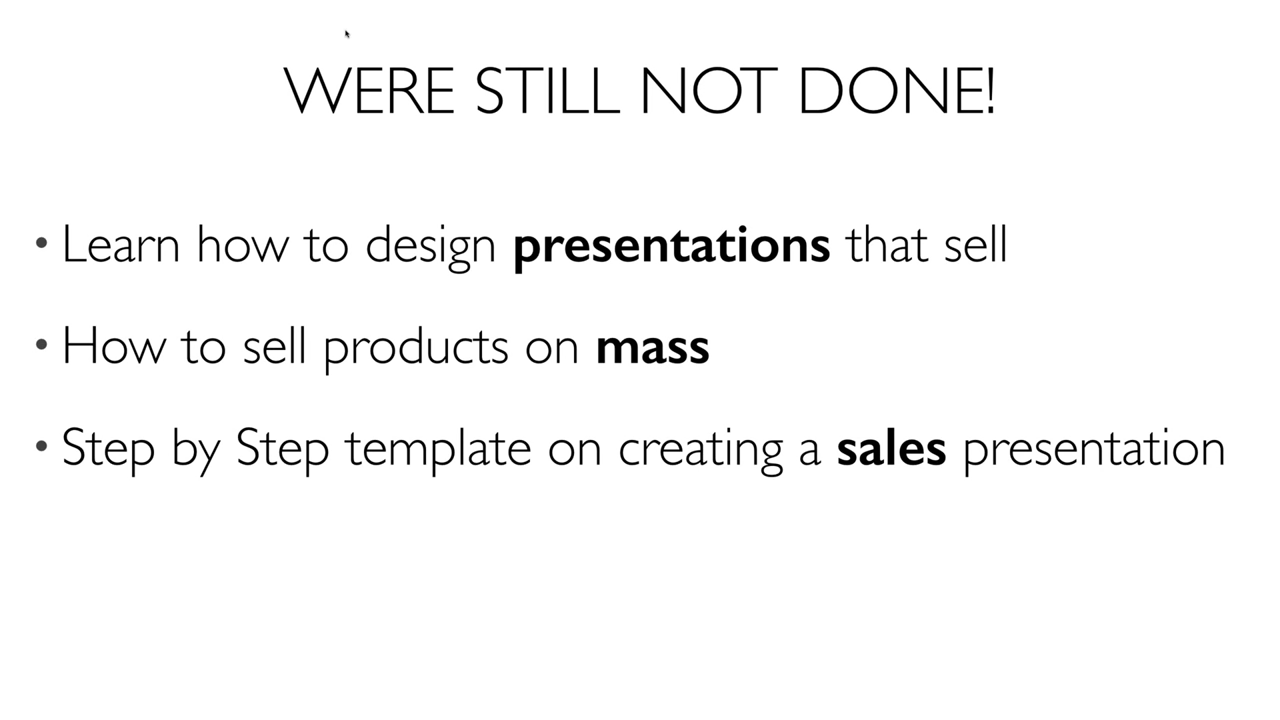 WERE STILL NOT DONE!
• Learn how to design presentations that sell
• How to sell products on mass
• Step by Step template on creating a sales presentation